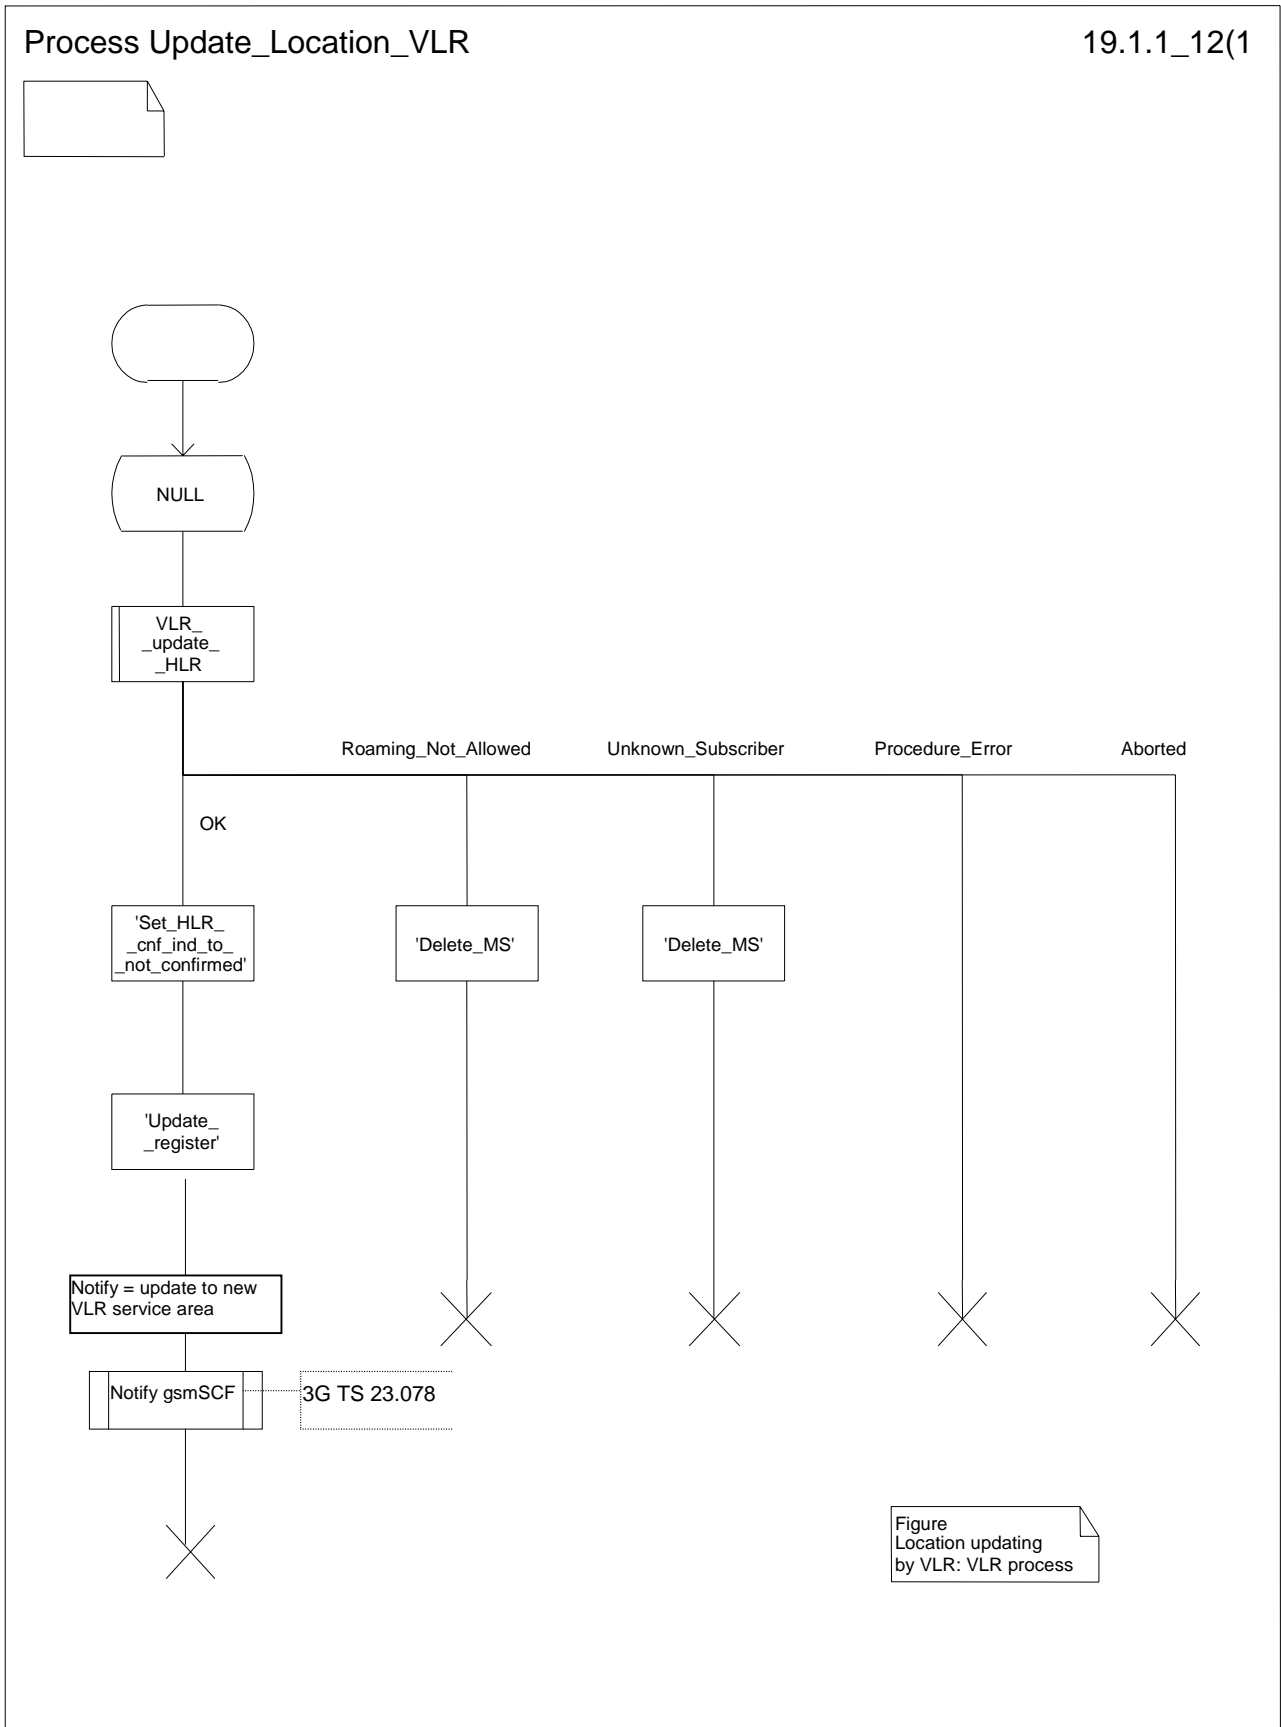 Process Update_Location_VLR
19.1.1_12(1
NULL
VLR_
_update_
_HLR
Roaming_Not_Allowed
Unknown_Subscriber
Procedure_Error
Aborted
OK
'Set_HLR_
_cnf_ind_to_
_not_confirmed'
'Delete_MS'
'Delete_MS'
'Update_
_register'
Notify = update to new
VLR service area
Notify gsmSCF
3G TS 23.078
Figure
Location updating
by VLR: VLR process